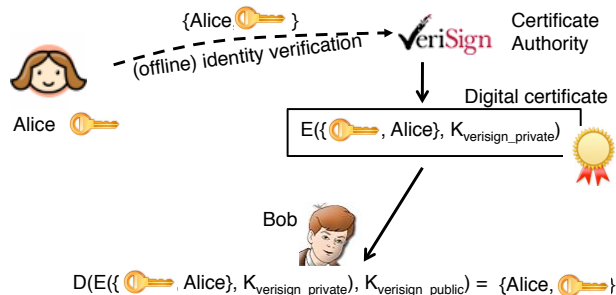 {Alice, }
VeriSign
Certificate
Authority
(offline) identity verification
Digital certificate
Alice
E({ , Alice}, Kverisign_private)
Bob
D(E({ , Alice}, Kverisign_private), Kverisign_public) = {Alice, }